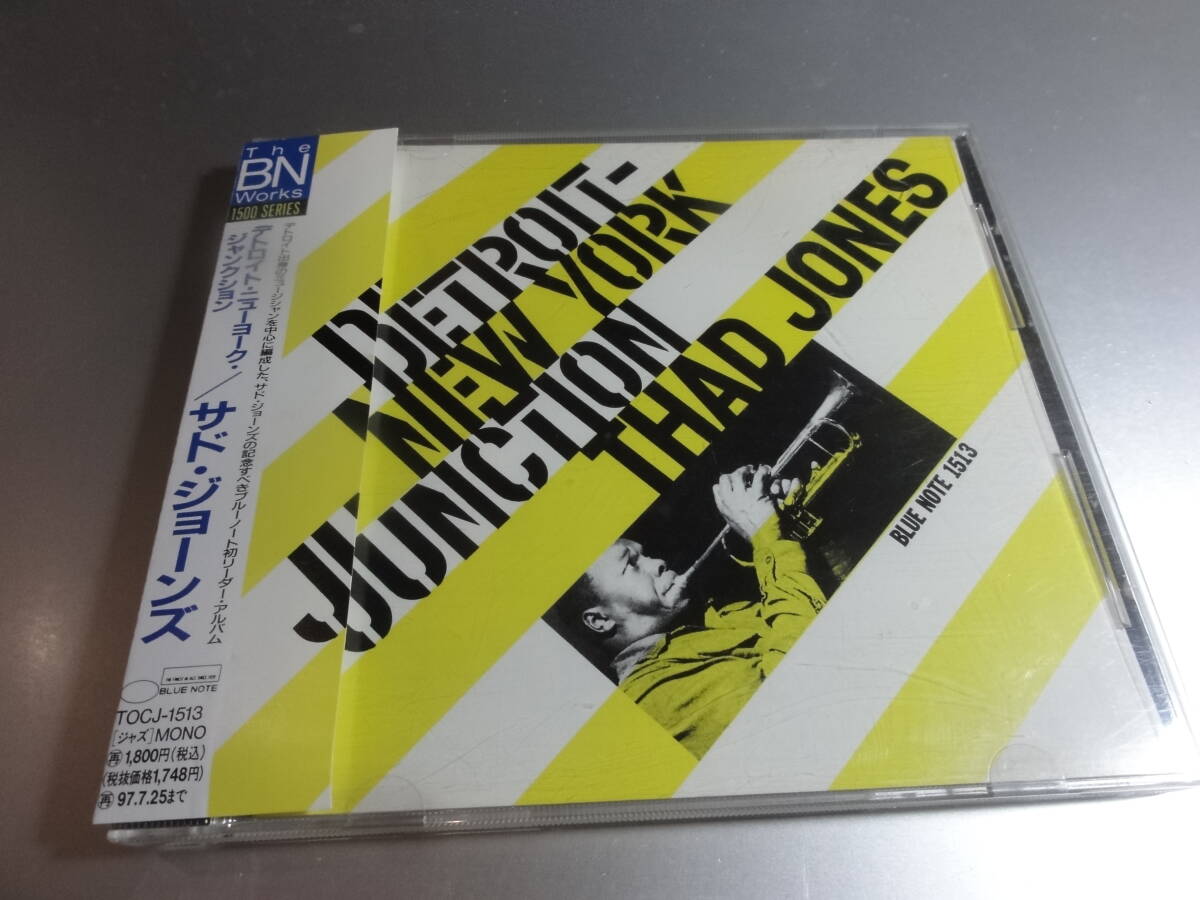 The
BN
Works
1500 SERIES
デトロイト・ニューヨーク・
ジャンクション
／サド・ジョーンズ
デトロイト出身のミュージシャンを中心に編成した、サド・ジョーンズの記念すべきブルーノート初リーダー・アルバム
BLUE NOTE
TOCJ-1513
[ジャズ] MONO
再 1,800円(税込)
(税抜価格1,748円)
再 97.7.25まで
DETROIT-
NEW YORK
JUNCTION
THAD JONES
BLUE NOTE 1513